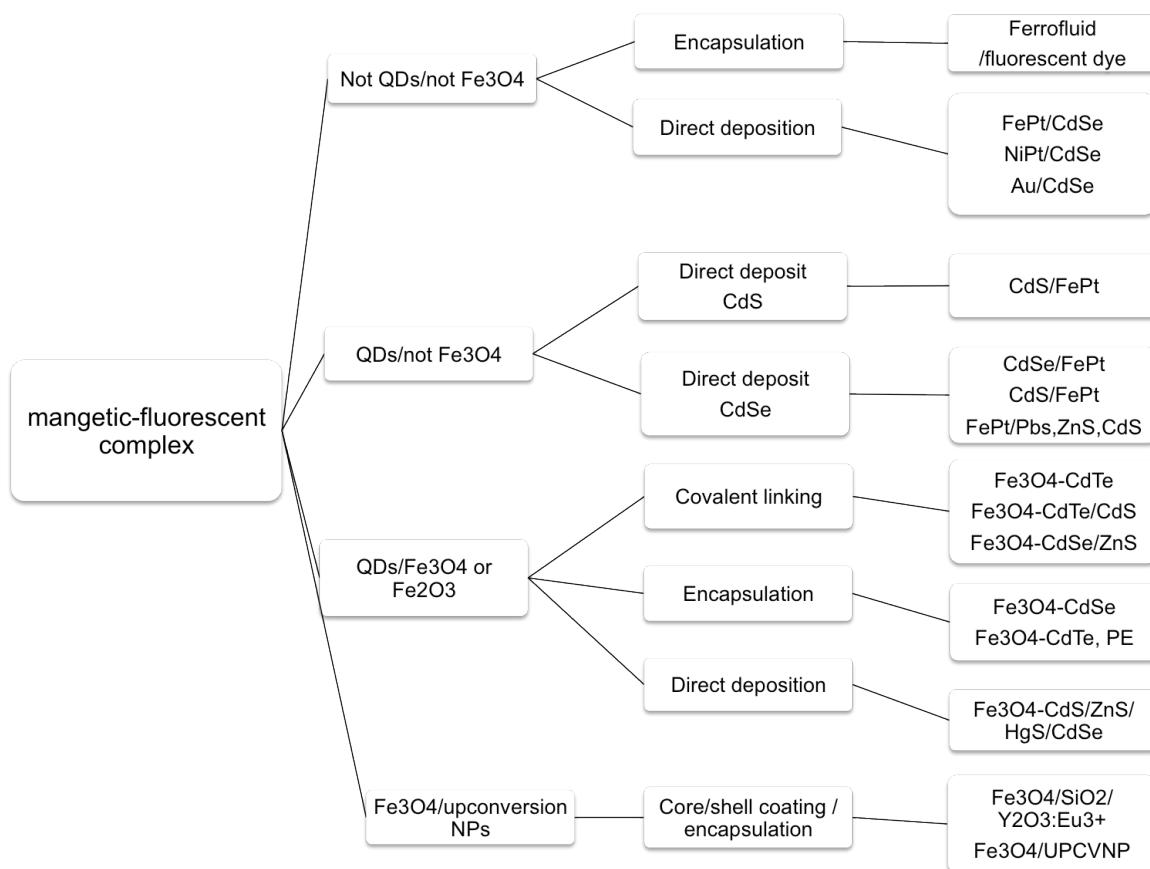 mangetic-fluorescent
complex
Not QDs/not Fe3O4
Encapsulation
Ferrofluid
/fluorescent dye
Direct deposition
FePt/CdSe
NiPt/CdSe
Au/CdSe
QDs/not Fe3O4
Direct deposit
CdS
CdS/FePt
Direct deposit
CdSe
CdSe/FePt
CdS/FePt
FePt/Pbs,ZnS,CdS
QDs/Fe3O4 or
Fe2O3
Covalent linking
Fe3O4-CdTe
Fe3O4-CdTe/CdS
Fe3O4-CdSe/ZnS
Encapsulation
Fe3O4-CdSe
Fe3O4-CdTe, PE
Direct deposition
Fe3O4-CdS/ZnS/
HgS/CdSe
Fe3O4/upconversion
NPs
Core/shell coating /
encapsulation
Fe3O4/SiO2/
Y2O3:Eu3+
Fe3O4/UPCVNP